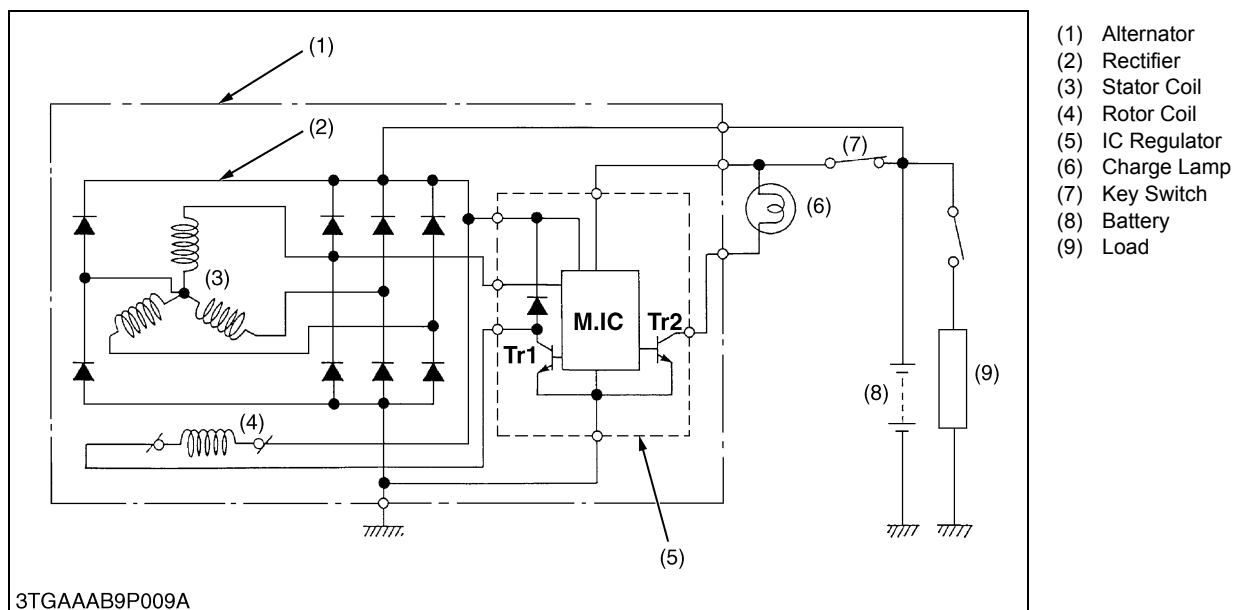 (1)
(2)
(7)
(6)
(3)
M.IC
Tr2
Tr1
(8)
(9)
(4)
(5)
3TGAAAB9P009A
(1) Alternator
(2) Rectifier
(3) Stator Coil
(4) Rotor Coil
(5) IC Regulator
(6) Charge Lamp
(7) Key Switch
(8) Battery
(9) Load